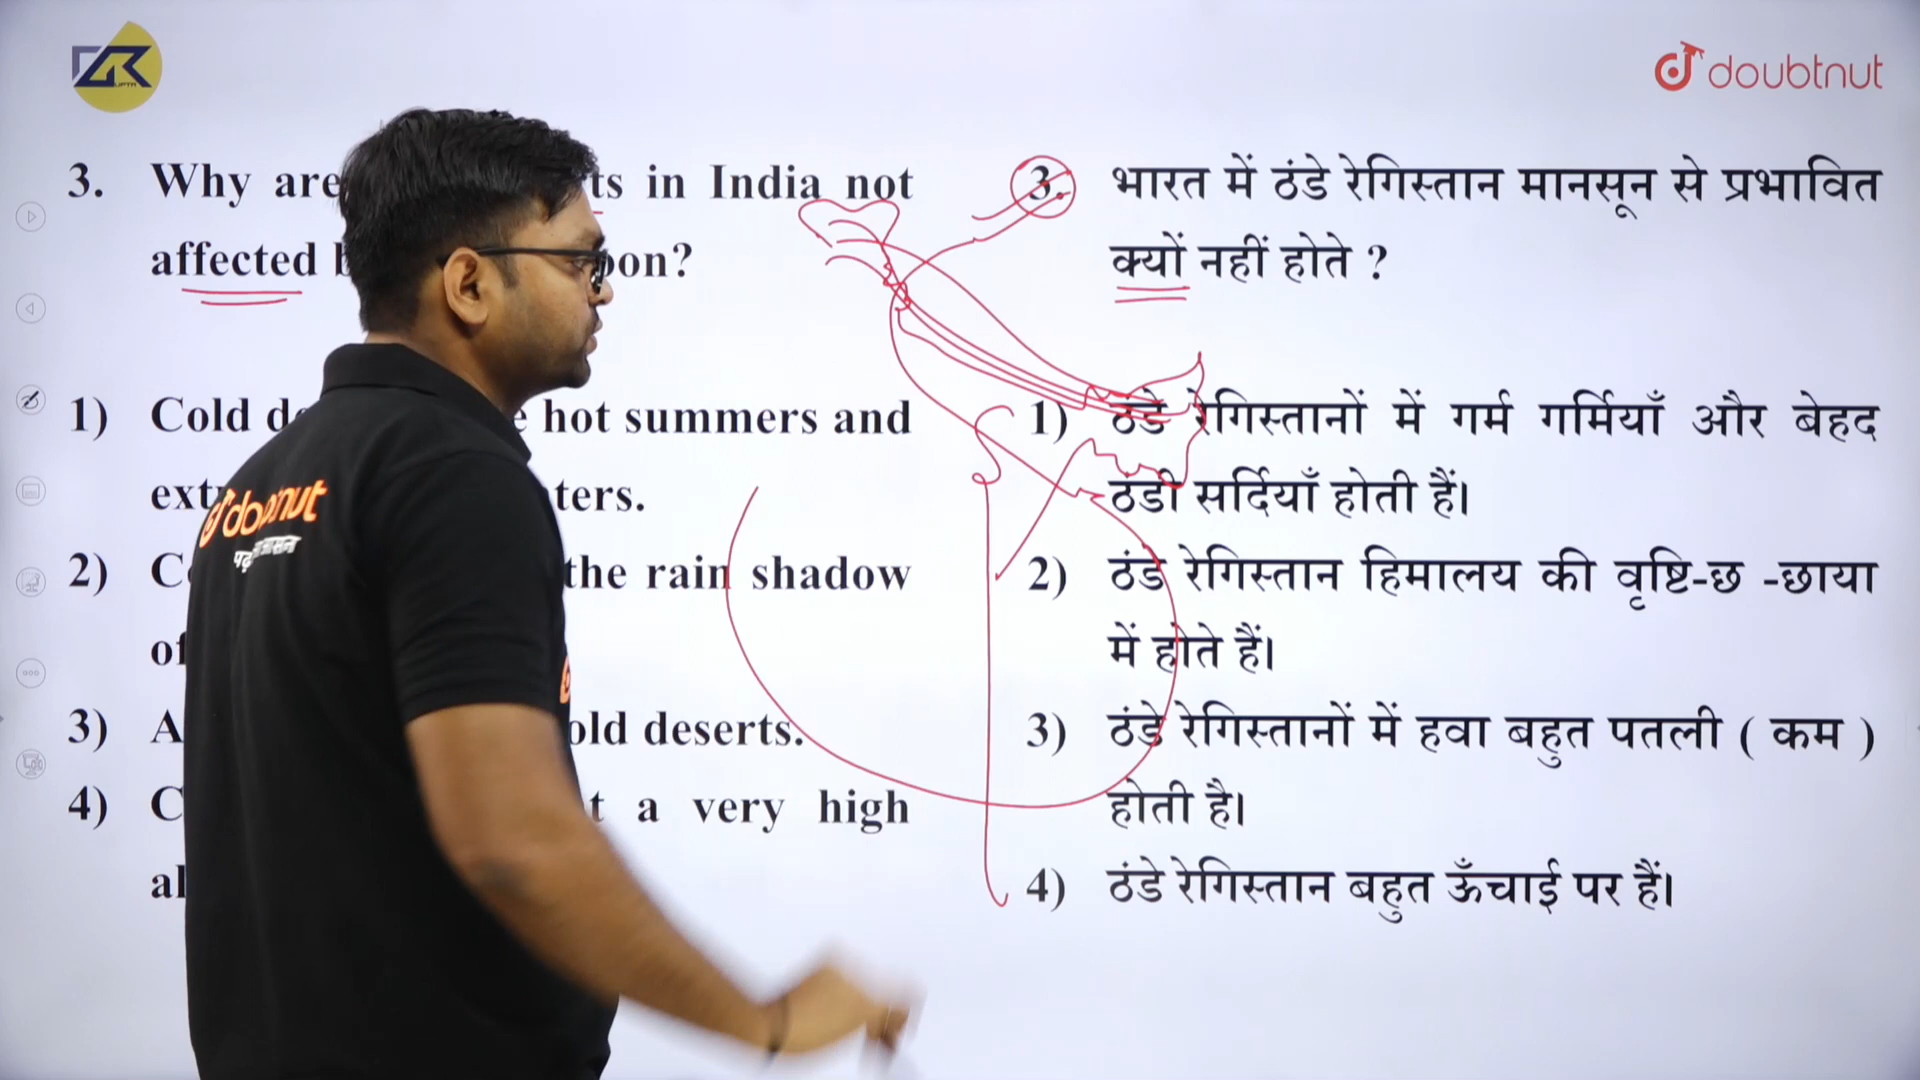 UPTA
doubtnut
3. Why are ts in India not
affected oon?
1) Cold hot summers and
ters.
2) the rain shadow
of
3) A old deserts.
4) t a very high
al
3. भारत में ठंडे रेगिस्तान मानसून से प्रभावित
क्यों नहीं होते ?
1) ठंडे रेगिस्तानों में गर्म गर्मियाँ और बेहद
ठंडी सर्दियाँ होती हैं।
2) ठंडे रेगिस्तान हिमालय की वृष्टि-छ -छाया
में होते हैं।
3) ठंडे रेगिस्तानों में हवा बहुत पतली ( कम )
होती है।
4) ठंडे रेगिस्तान बहुत ऊँचाई पर हैं।
doubtnut